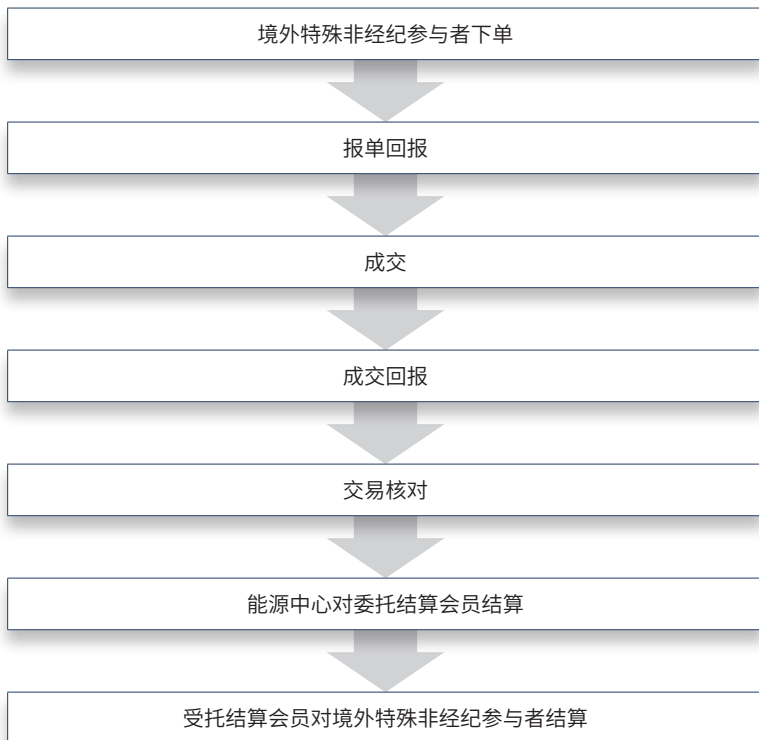 境外特殊非经纪参与者下单
报单回报
成交
成交回报
交易核对
能源中心对委托结算会员结算
受托结算会员对境外特殊非经纪参与者结算